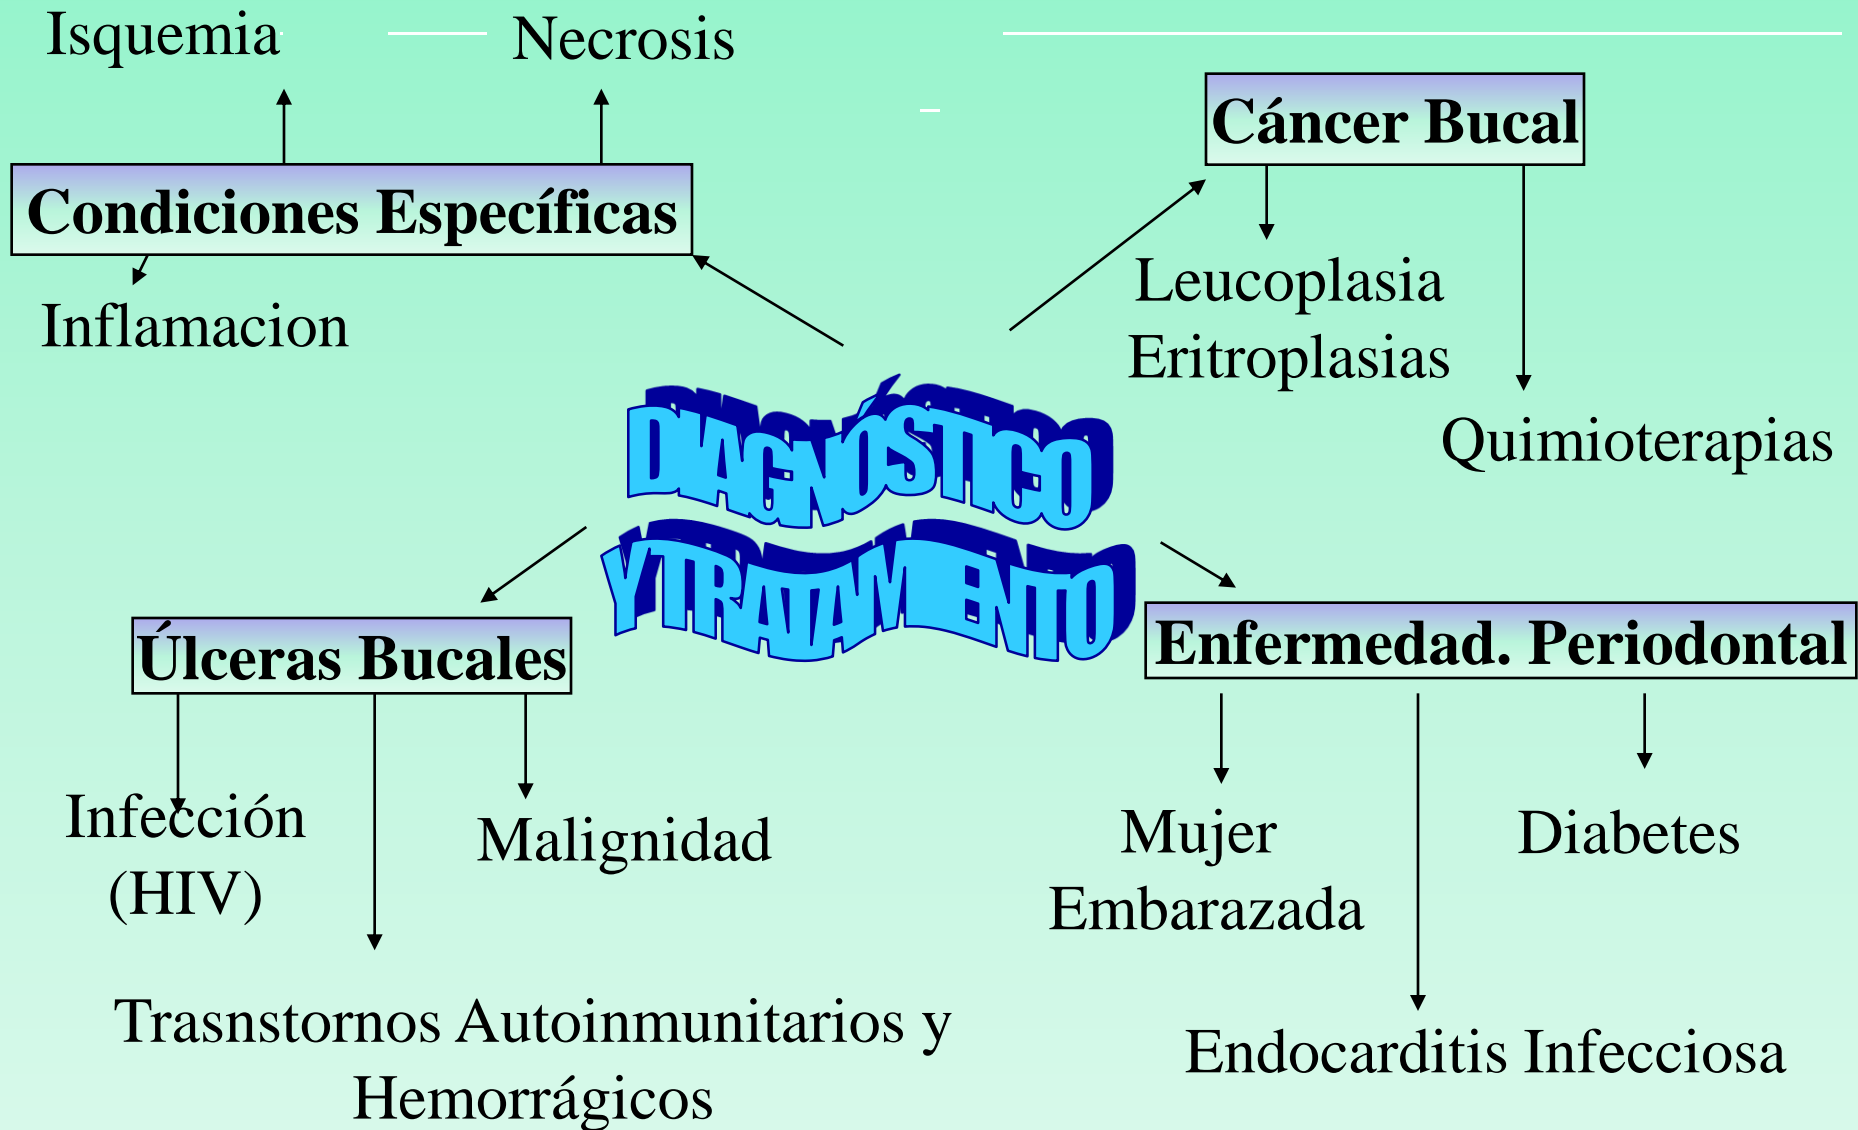 Isquemia
Necrosis
Condiciones Específicas
Inflamacion
Cáncer Bucal
Leucoplasia
Eritroplasias
Quimioterapias
DIAGNÓSTICO
Y TRATAMIENTO
Úlceras Bucales
Infección
(HIV)
Malignidad
Trasnstornos Autoinmunitarios y
Hemorrágicos
Enfermedad. Periodontal
Mujer
Embarazada
Diabetes
Endocarditis Infecciosa